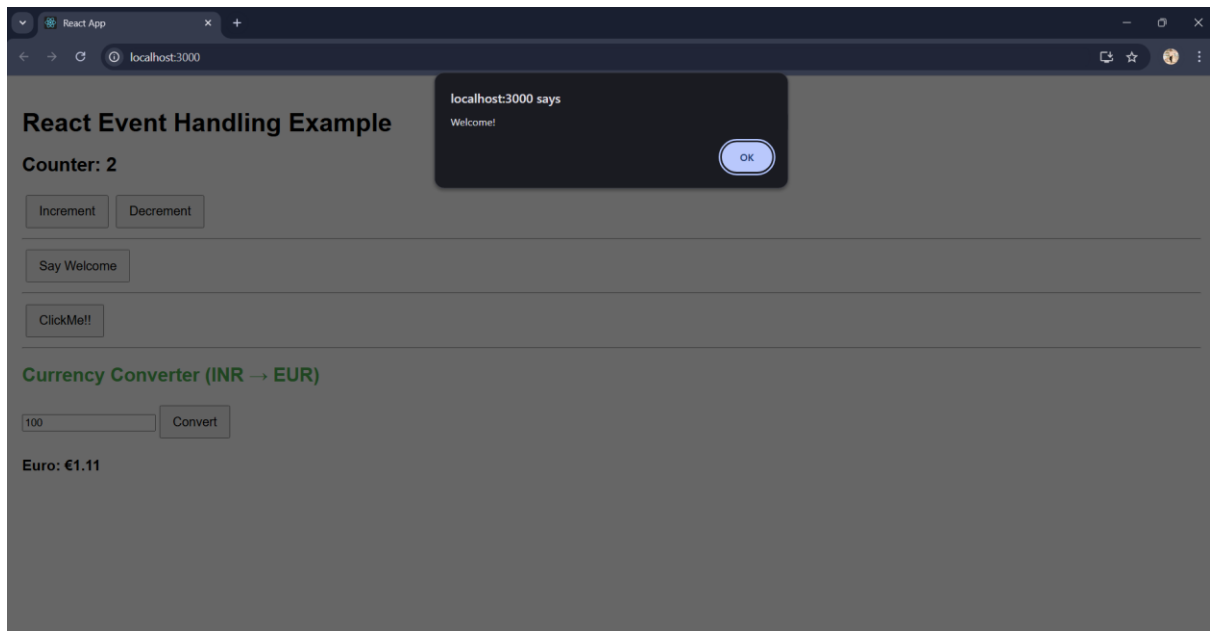 React App
localhost:3000
localhost:3000 says
Welcome!
OK
React Event Handling Example
Counter: 2
Increment Decrement
Say Welcome
ClickMe!!
Currency Converter (INR → EUR)
100 Convert
Euro: €1.11